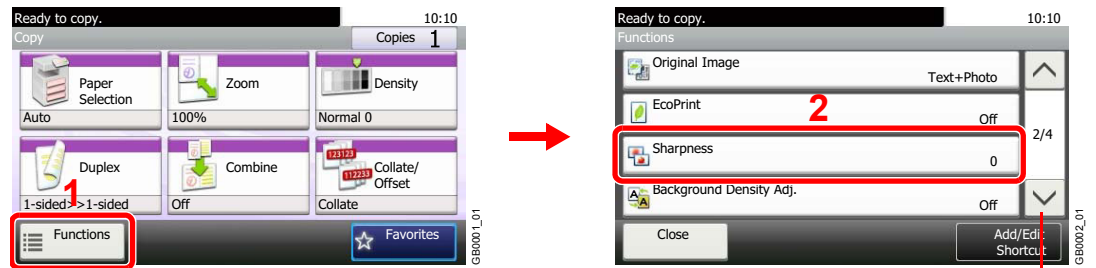 Ready to copy.
10:10
Copy
Copies 1
Paper
Selection
Auto
Zoom
100%
Density
Normal 0
Duplex
1-sided>>1-sided
Combine
Off
Collate/
Offset
Collate
1
Functions
Favorites
GB0001_01
Ready to copy.
10:10
Functions
Original Image
Text+Photo
EcoPrint
Off
2
2/4
Sharpness
0
Background Density Adj.
Off
Close
Add/Edit
Shortcut
GB0002_01